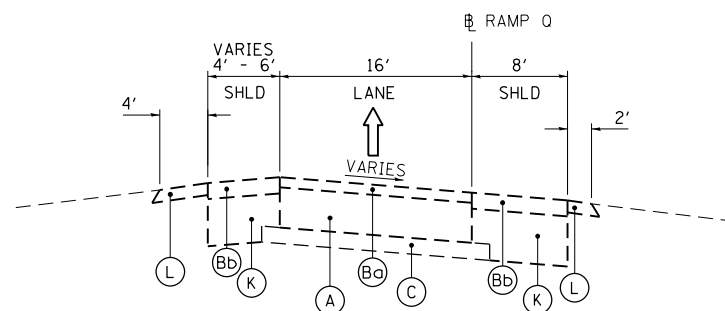 ℄ RAMP Q
VARIES
4' - 6'
16'
8'
SHLD
LANE
SHLD
4'
2'
VARIES
L
Bb
K
A
Ba
C
Bb
K
L